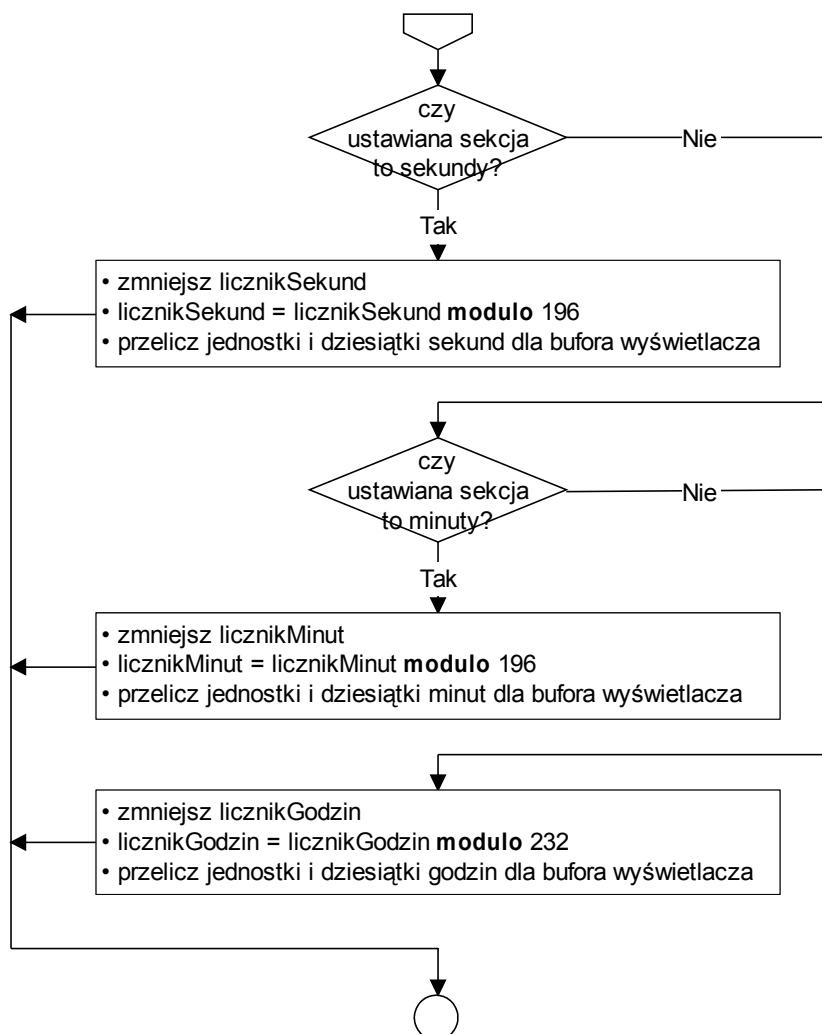 czy
ustawiana sekcja
to sekundy?
Nie
Tak
• zmniejsz licznikSekund
• licznikSekund = licznikSekund modulo 196
• przelicz jednostki i dziesiątki sekund dla bufora wyświetlacza
czy
ustawiana sekcja
to minuty?
Nie
Tak
• zmniejsz licznikMinut
• licznikMinut = licznikMinut modulo 196
• przelicz jednostki i dziesiątki minut dla bufora wyświetlacza
• zmniejsz licznikGodzin
• licznikGodzin = licznikGodzin modulo 232
• przelicz jednostki i dziesiątki godzin dla bufora wyświetlacza